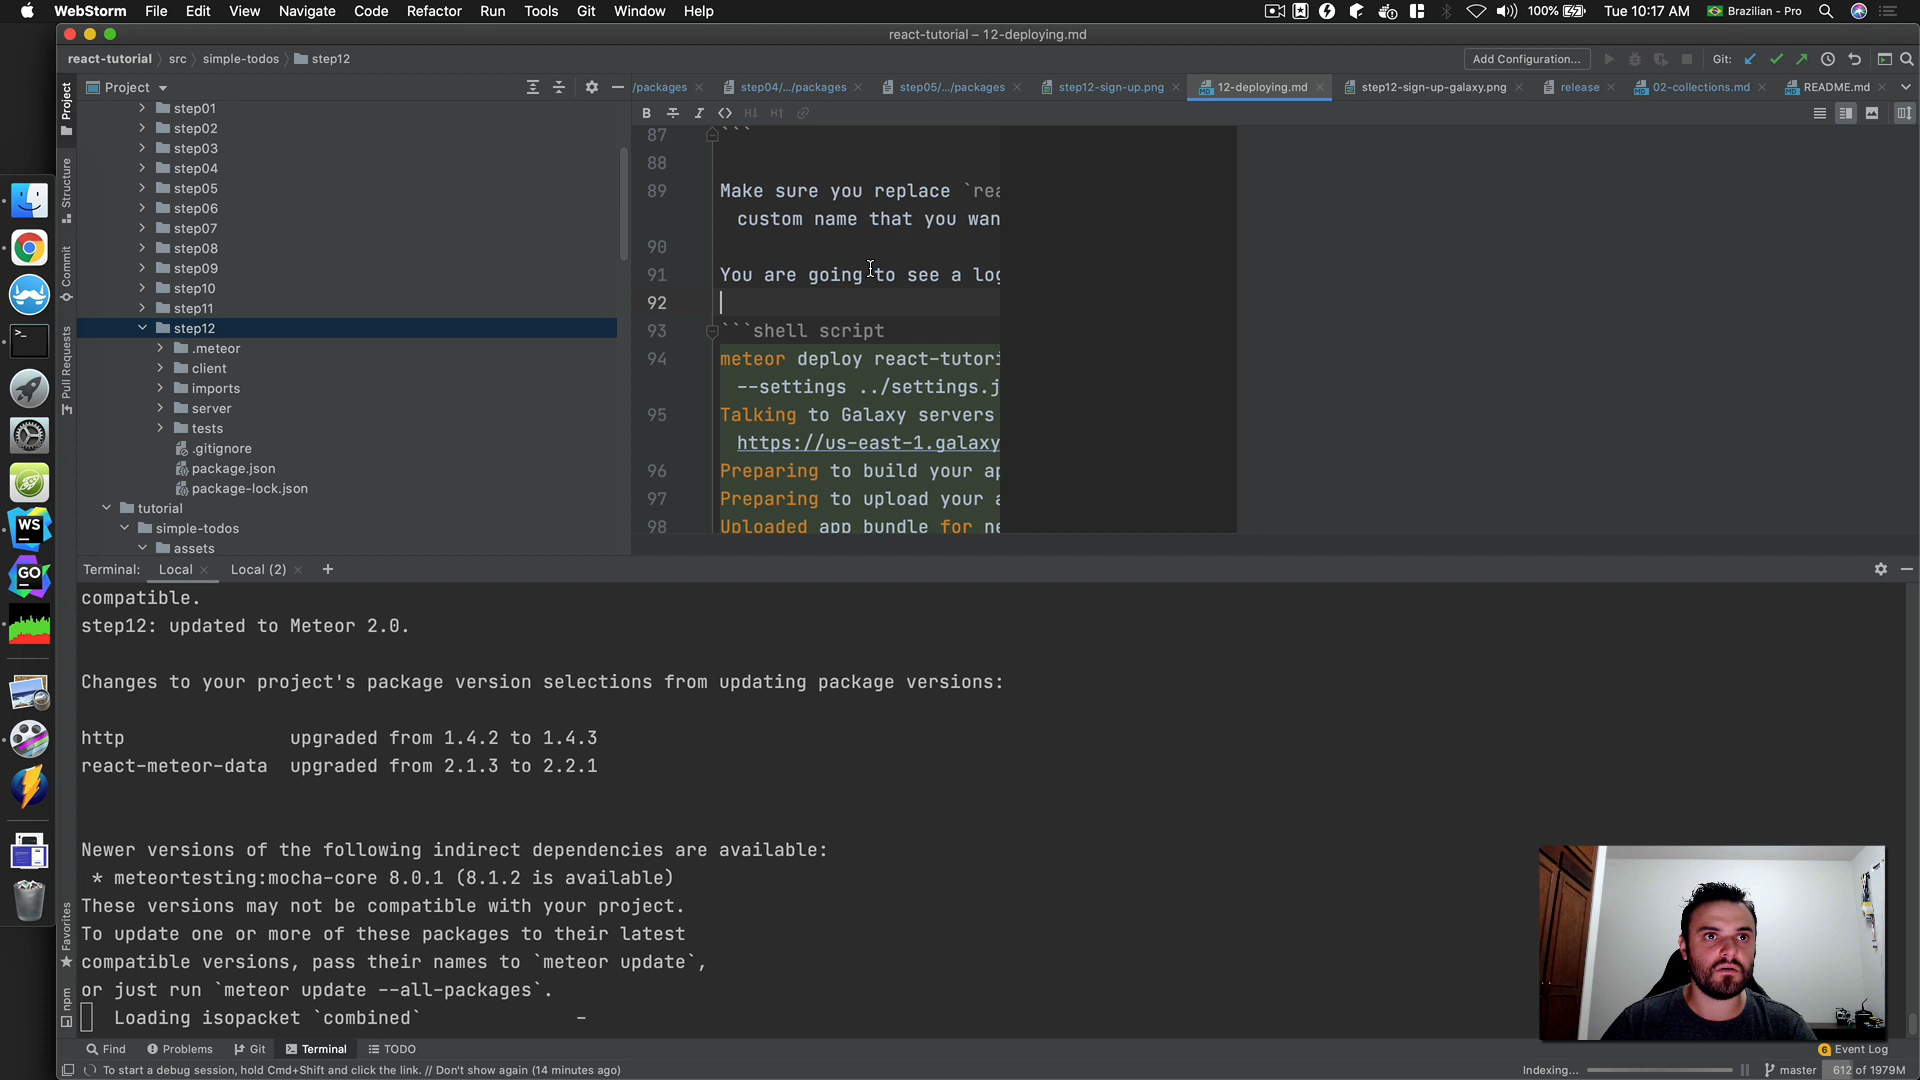 WebStorm File Edit View Navigate Code Refactor Run Tools Git Window Help 100% Tue 10:17 AM Brazilian - Pro
react-tutorial – 12-deploying.md
react-tutorial src simple-todos step12 Add Configuration... Git:
Project /packages step04/.../packages step05/.../packages step12-sign-up.png 12-deploying.md step12-sign-up-galaxy.png release 02-collections.md README.md
Project
Structure
Commit
Pull Requests
Favorites
npm
step01
step02
step03
step04
step05
step06
step07
step08
step09
step10
step11
step12
.meteor
client
imports
server
tests
.gitignore
package.json
package-lock.json
tutorial
simple-todos
assets
B I <> H↓ H↑
87 ```
88
89 Make sure you replace `rea
custom name that you wan
90
91 You are going to see a log
92
93 ```shell script
94 meteor deploy react-tutori
--settings ../settings.j
95 Talking to Galaxy servers
https://us-east-1.galaxy
96 Preparing to build your ap
97 Preparing to upload your a
98 Uploaded app bundle for ne
Terminal: Local Local (2) +
compatible.
step12: updated to Meteor 2.0.
Changes to your project's package version selections from updating package versions:
http upgraded from 1.4.2 to 1.4.3
react-meteor-data upgraded from 2.1.3 to 2.2.1
Newer versions of the following indirect dependencies are available:
* meteortesting:mocha-core 8.0.1 (8.1.2 is available)
These versions may not be compatible with your project.
To update one or more of these packages to their latest
compatible versions, pass their names to `meteor update`,
or just run `meteor update --all-packages`.
Loading isopacket `combined` -
Find Problems Git Terminal TODO 6 Event Log
To start a debug session, hold Cmd+Shift and click the link. // Don't show again (14 minutes ago) Indexing... master 612 of 1979M
WS
GO